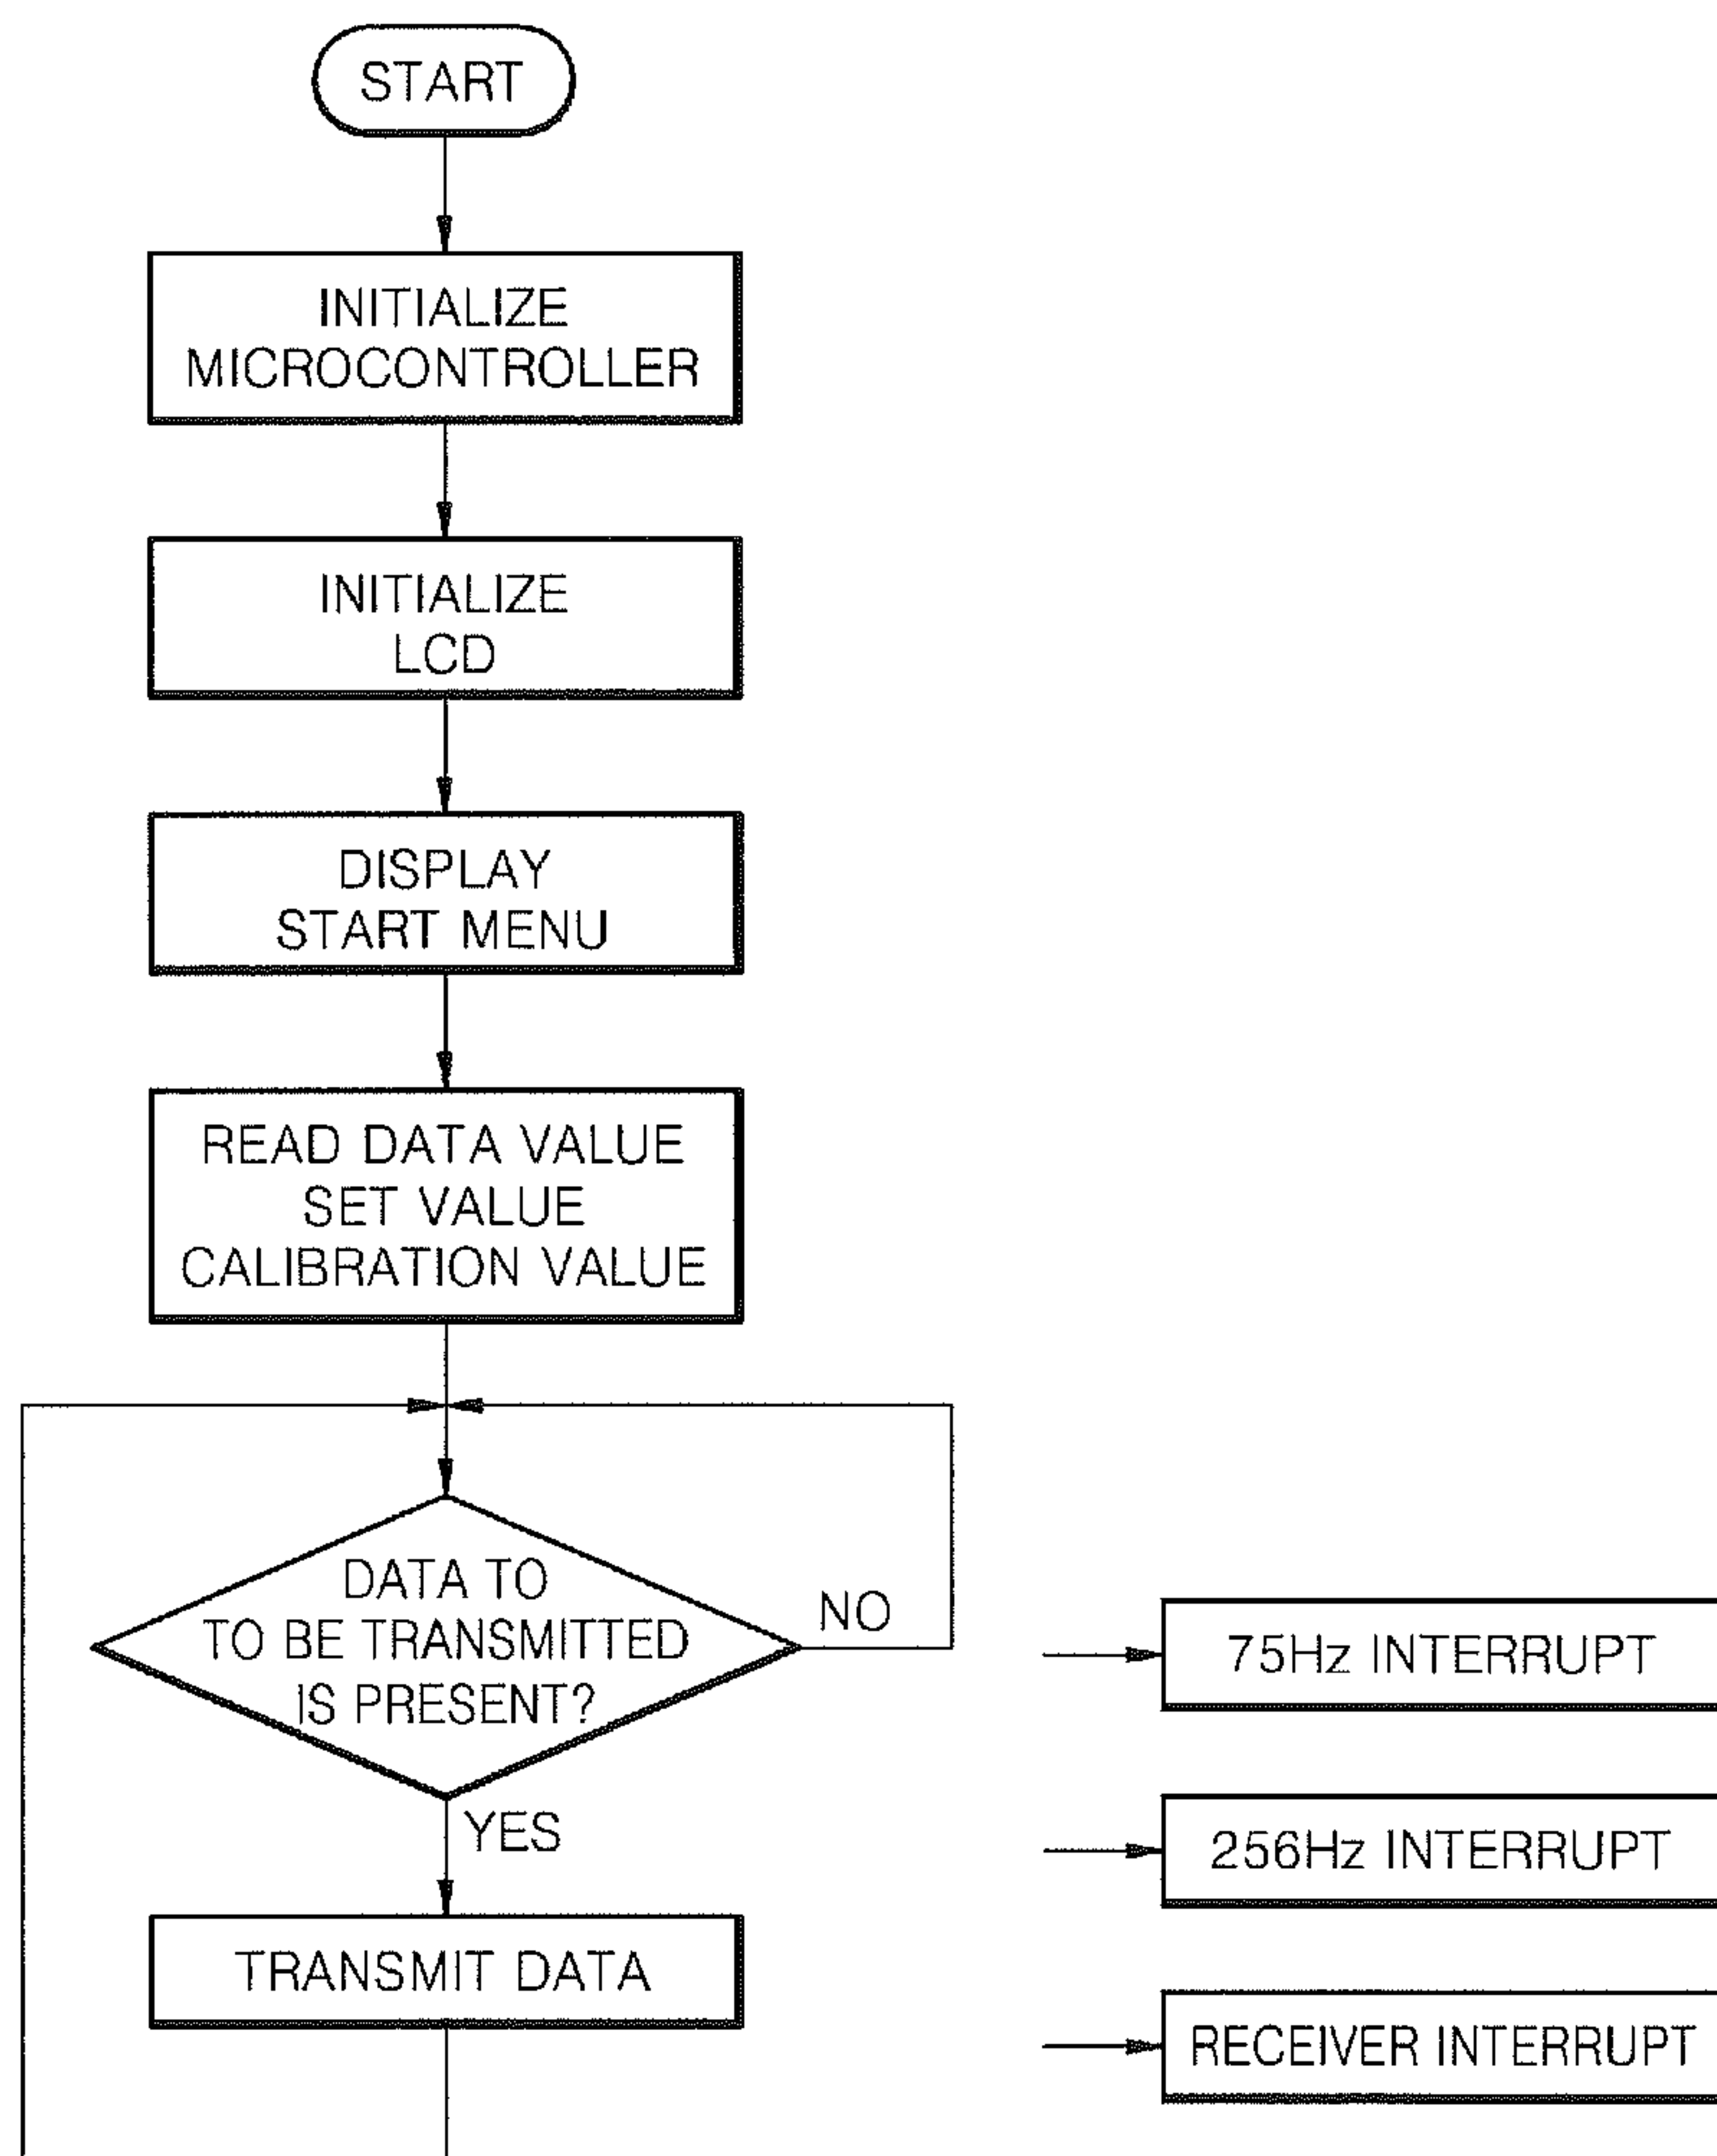 START
INITIALIZE
MICROCONTROLLER
INITIALIZE
LCD
DISPLAY
START MENU
READ DATA VALUE
SET VALUE
CALIBRATION VALUE
DATA TO
TO BE TRANSMITTED
IS PRESENT?
NO
YES
TRANSMIT DATA
75Hz INTERRUPT
256Hz INTERRUPT
RECEIVER INTERRUPT